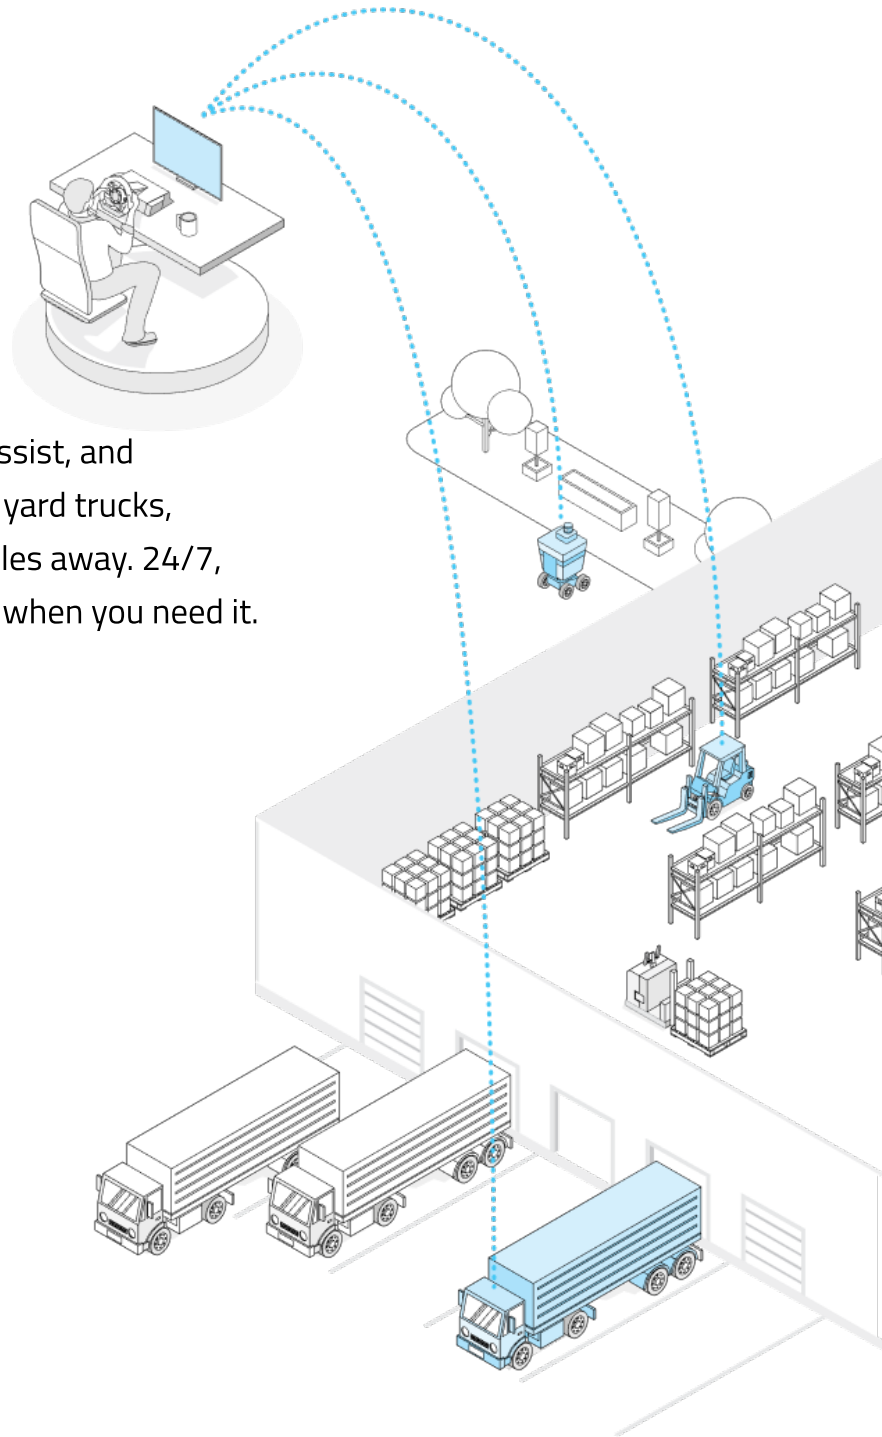 ssist, and
yard trucks,
les away. 24/7,
when you need it.